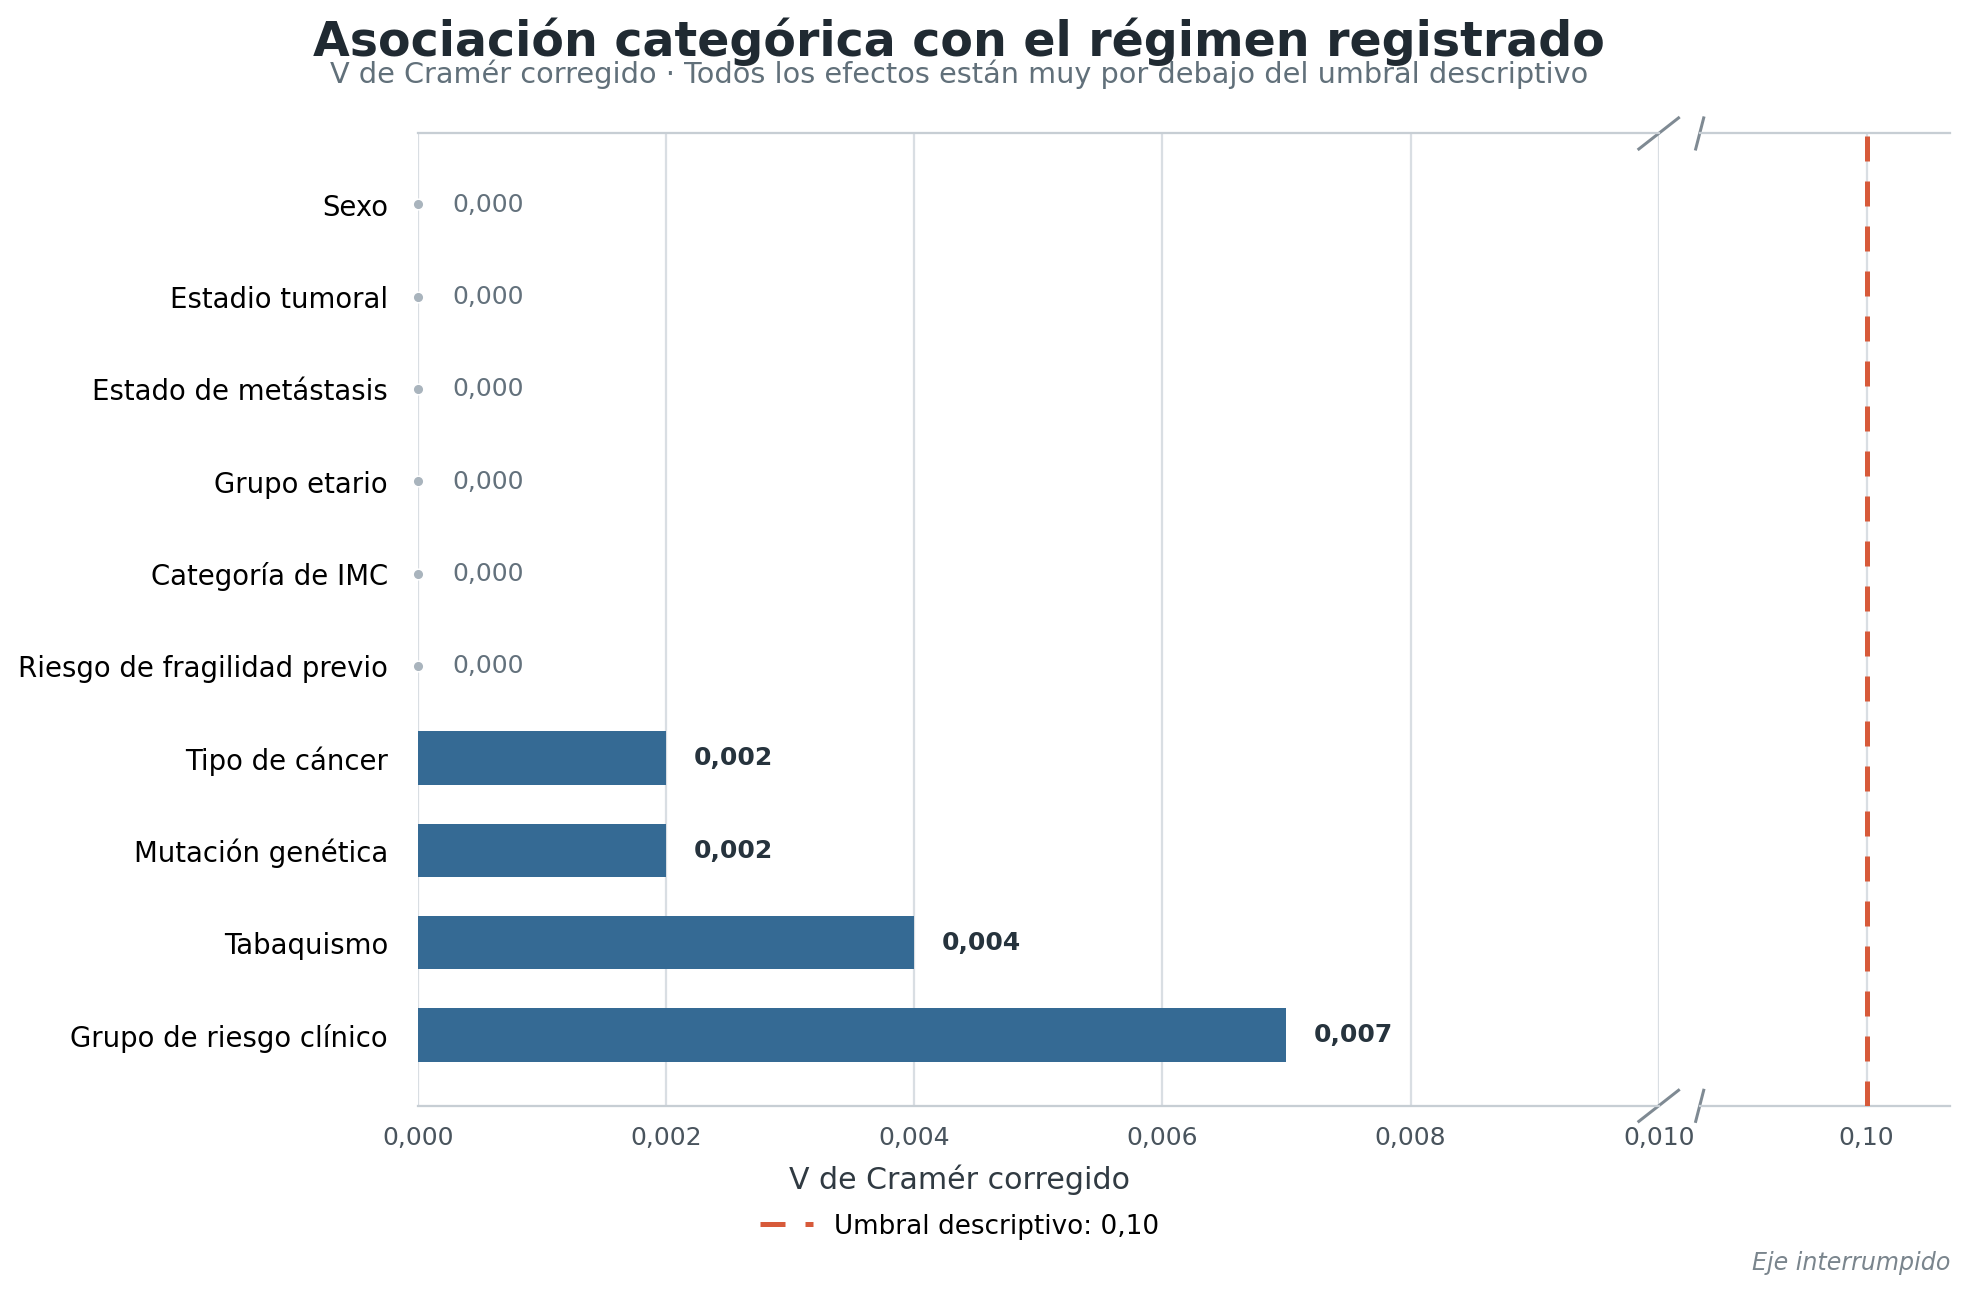 Asociación categórica con el régimen registrado
V de Cramér corregido · Todos los efectos están muy por debajo del umbral descriptivo
Sexo 0,000
Estadio tumoral 0,000
Estado de metástasis 0,000
Grupo etario 0,000
Categoría de IMC 0,000
Riesgo de fragilidad previo 0,000
Tipo de cáncer 0,002
Mutación genética 0,002
Tabaquismo 0,004
Grupo de riesgo clínico 0,007
0,000 0,002 0,004 0,006 0,008 0,010 0,10
V de Cramér corregido
Umbral descriptivo: 0,10
Eje interrumpido